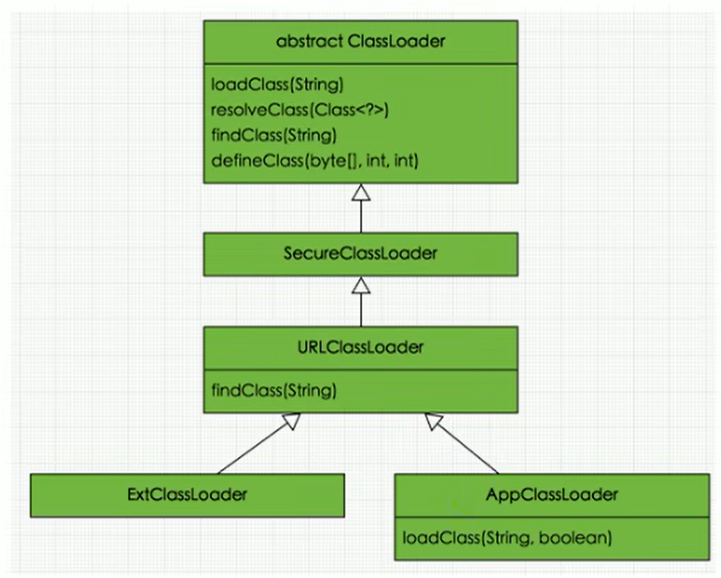 abstract ClassLoader
loadClass(String)
resolveClass(Class<?>)
findClass(String)
defineClass(byte[], int, int)
SecureClassLoader
URLClassLoader
findClass(String)
ExtClassLoader
AppClassLoader
loadClass(String, boolean)